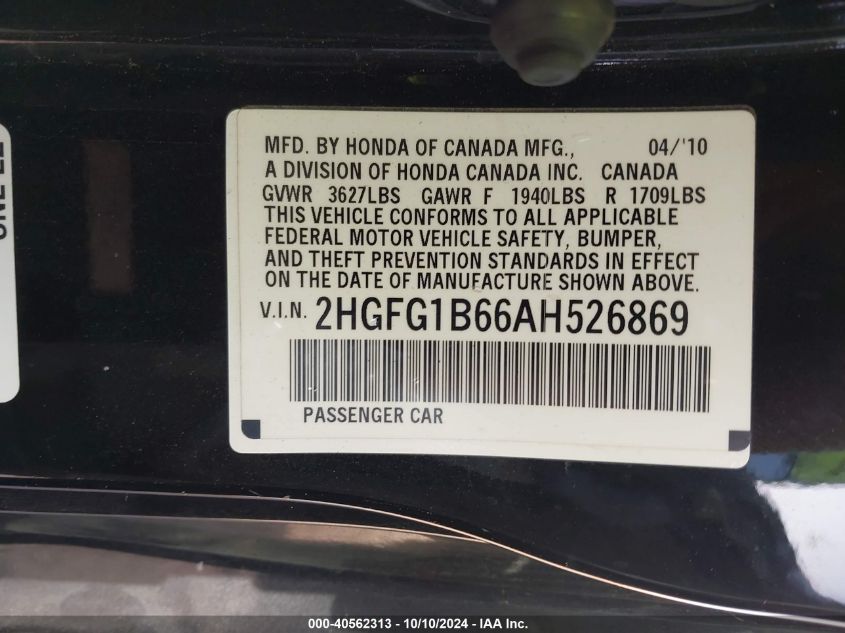 MFD. BY HONDA OF CANADA MFG., 04/'10
A DIVISION OF HONDA CANADA INC. CANADA
GVWR 3627LBS GAWR F 1940LBS R 1709LBS
THIS VEHICLE CONFORMS TO ALL APPLICABLE
FEDERAL MOTOR VEHICLE SAFETY, BUMPER,
AND THEFT PREVENTION STANDARDS IN EFFECT
ON THE DATE OF MANUFACTURE SHOWN ABOVE.
V.I.N. 2HGFG1B66AH526869
PASSENGER CAR
000-40562313 - 10/10/2024 - IAA Inc.